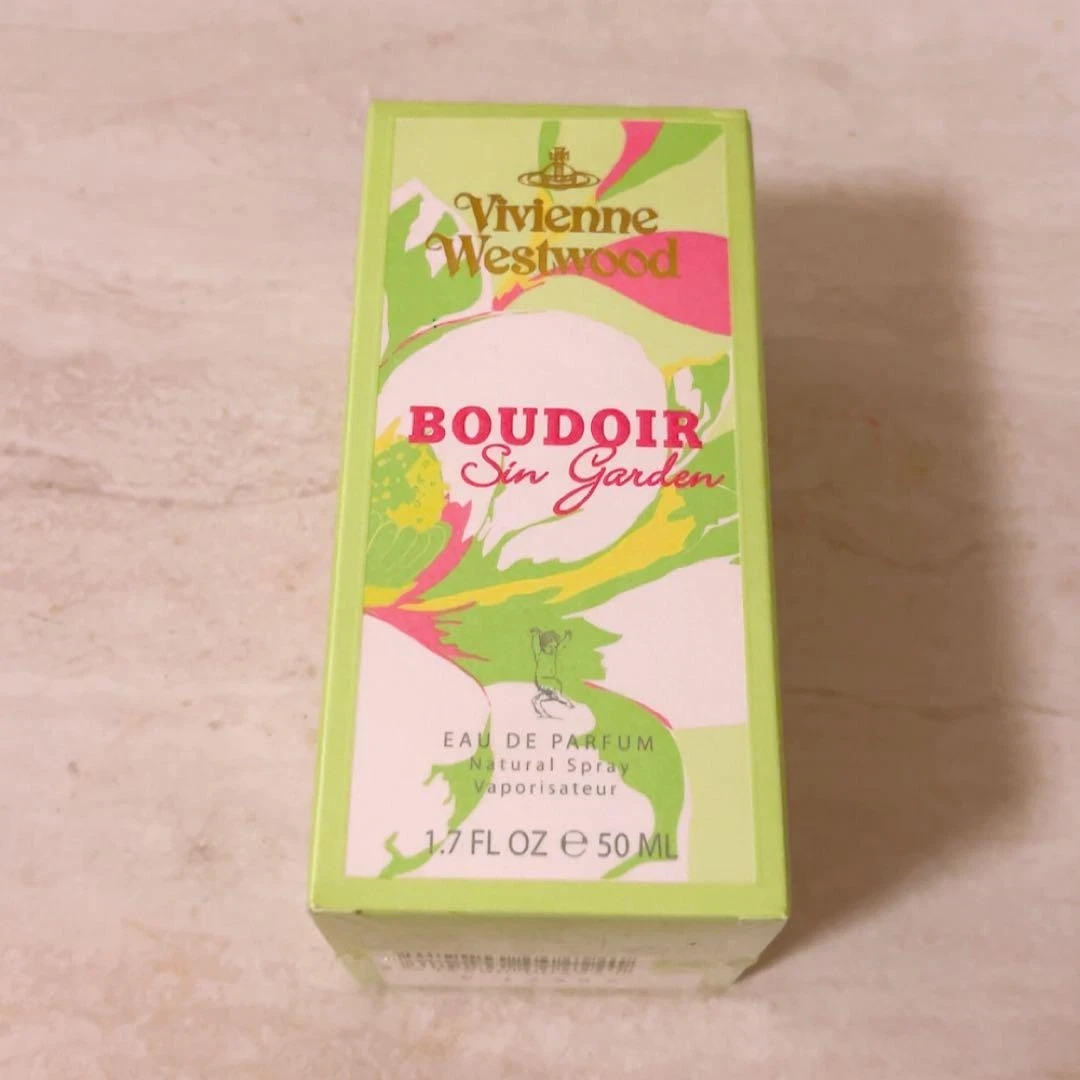 Vivienne
Westwood
BOUDOIR
Sin Garden
EAU DE PARFUM
Natural Spray
Vaporisateur
1.7 FL OZ ℮ 50 ML